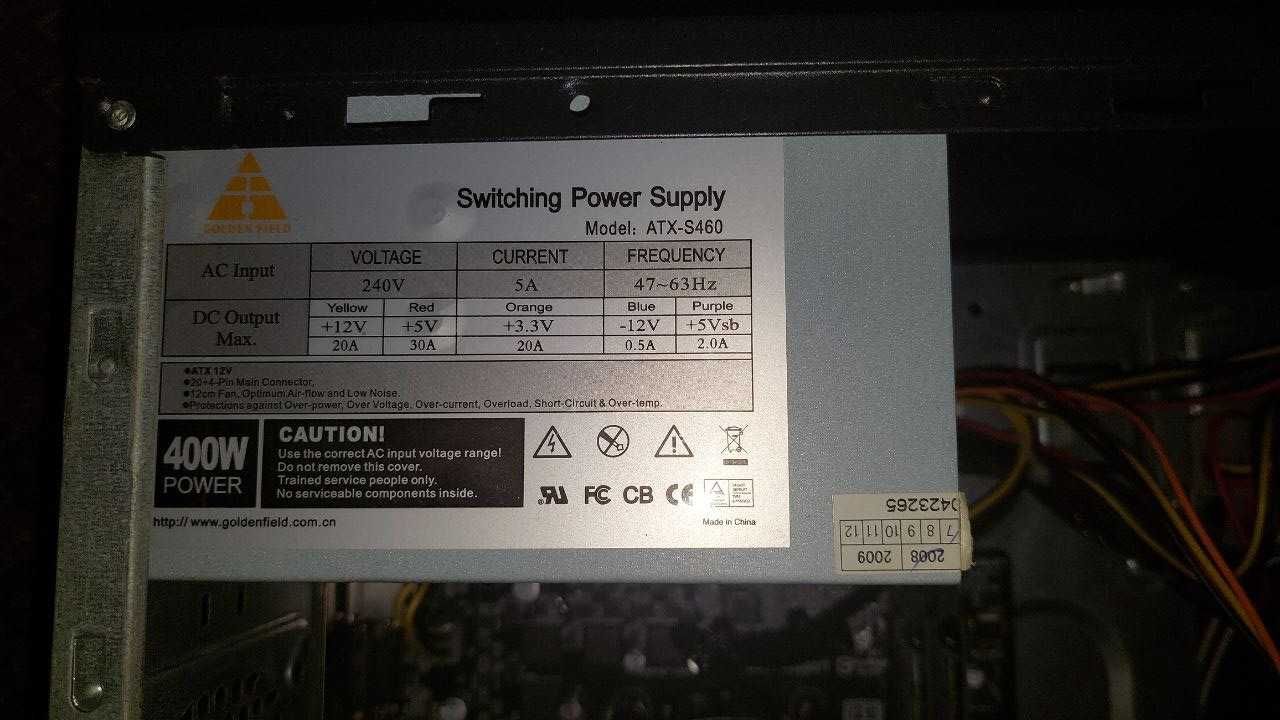 GOLDEN FIELD
Switching Power Supply
Model: ATX-S460
AC Input VOLTAGE CURRENT FREQUENCY
240V 5A 47~63Hz
DC Output Max. Yellow Red Orange Blue Purple
+12V +5V +3.3V -12V +5Vsb
20A 30A 20A 0.5A 2.0A
●ATX 12V
●20+4-Pin Main Connector,
●12cm Fan, Optimum Air-flow and Low Noise.
●Protections against Over-power, Over Voltage, Over-current, Overload, Short-Circuit & Over-temp.
400W
POWER
CAUTION!
Use the correct AC input voltage range!
Do not remove this cover.
Trained service people only.
No serviceable components inside.
FC CB CE
http://www.goldenfield.com.cn
Made in China
0423265
7 8 9 10 11 12
2008 2009